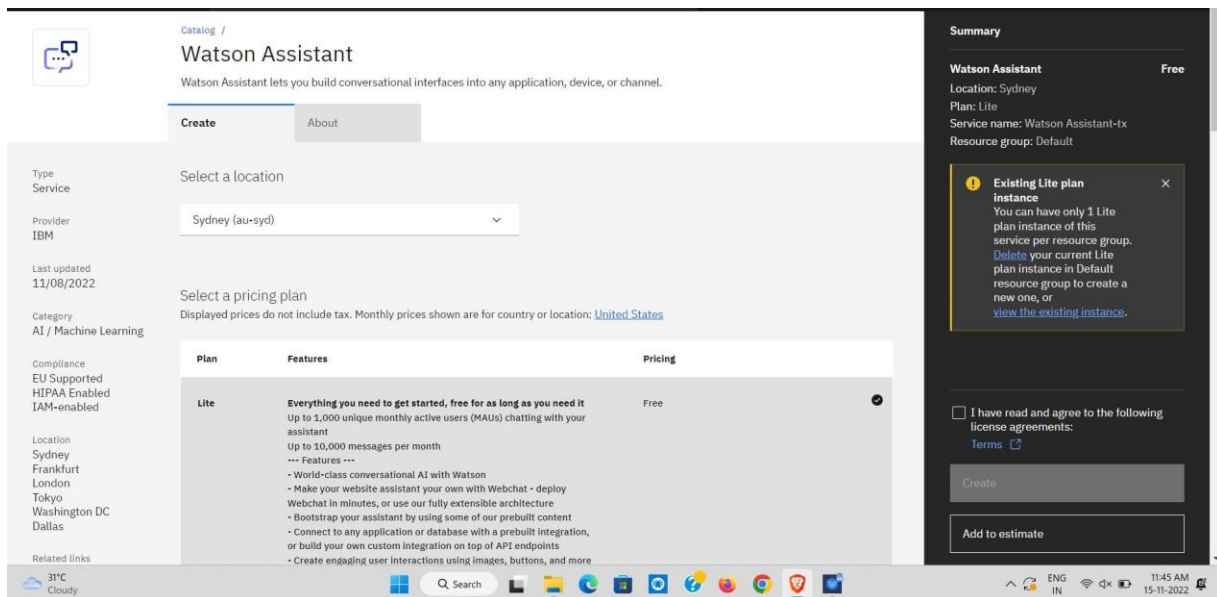 Catalog /
Watson Assistant
Watson Assistant lets you build conversational interfaces into any application, device, or channel.
Create
About
Type
Service
Provider
IBM
Last updated
11/08/2022
Category
AI / Machine Learning
Compliance
EU Supported
HIPAA Enabled
IAM-enabled
Location
Sydney
Frankfurt
London
Tokyo
Washington DC
Dallas
Related links
Select a location
Sydney (au-syd)
Select a pricing plan
Displayed prices do not include tax. Monthly prices shown are for country or location: United States
Plan Features Pricing
Lite Everything you need to get started, free for as long as you need it Free
Up to 1,000 unique monthly active users (MAUs) chatting with your
assistant
Up to 10,000 messages per month
--- Features ---
- World-class conversational AI with Watson
- Make your website assistant your own with Webchat - deploy
Webchat in minutes, or use our fully extensible architecture
- Bootstrap your assistant by using some of our prebuilt content
- Connect to any application or database with a prebuilt integration,
or build your own custom integration on top of API endpoints
- Create engaging user interactions using images, buttons, and more
Summary
Watson Assistant Free
Location: Sydney
Plan: Lite
Service name: Watson Assistant-tx
Resource group: Default
Existing Lite plan
instance
You can have only 1 Lite
plan instance of this
service per resource group.
Delete your current Lite
plan instance in Default
resource group to create a
new one, or
view the existing instance.
I have read and agree to the following
license agreements:
Terms
Create
Add to estimate
31°C
Cloudy
Search
ENG
IN
11:45 AM
15-11-2022